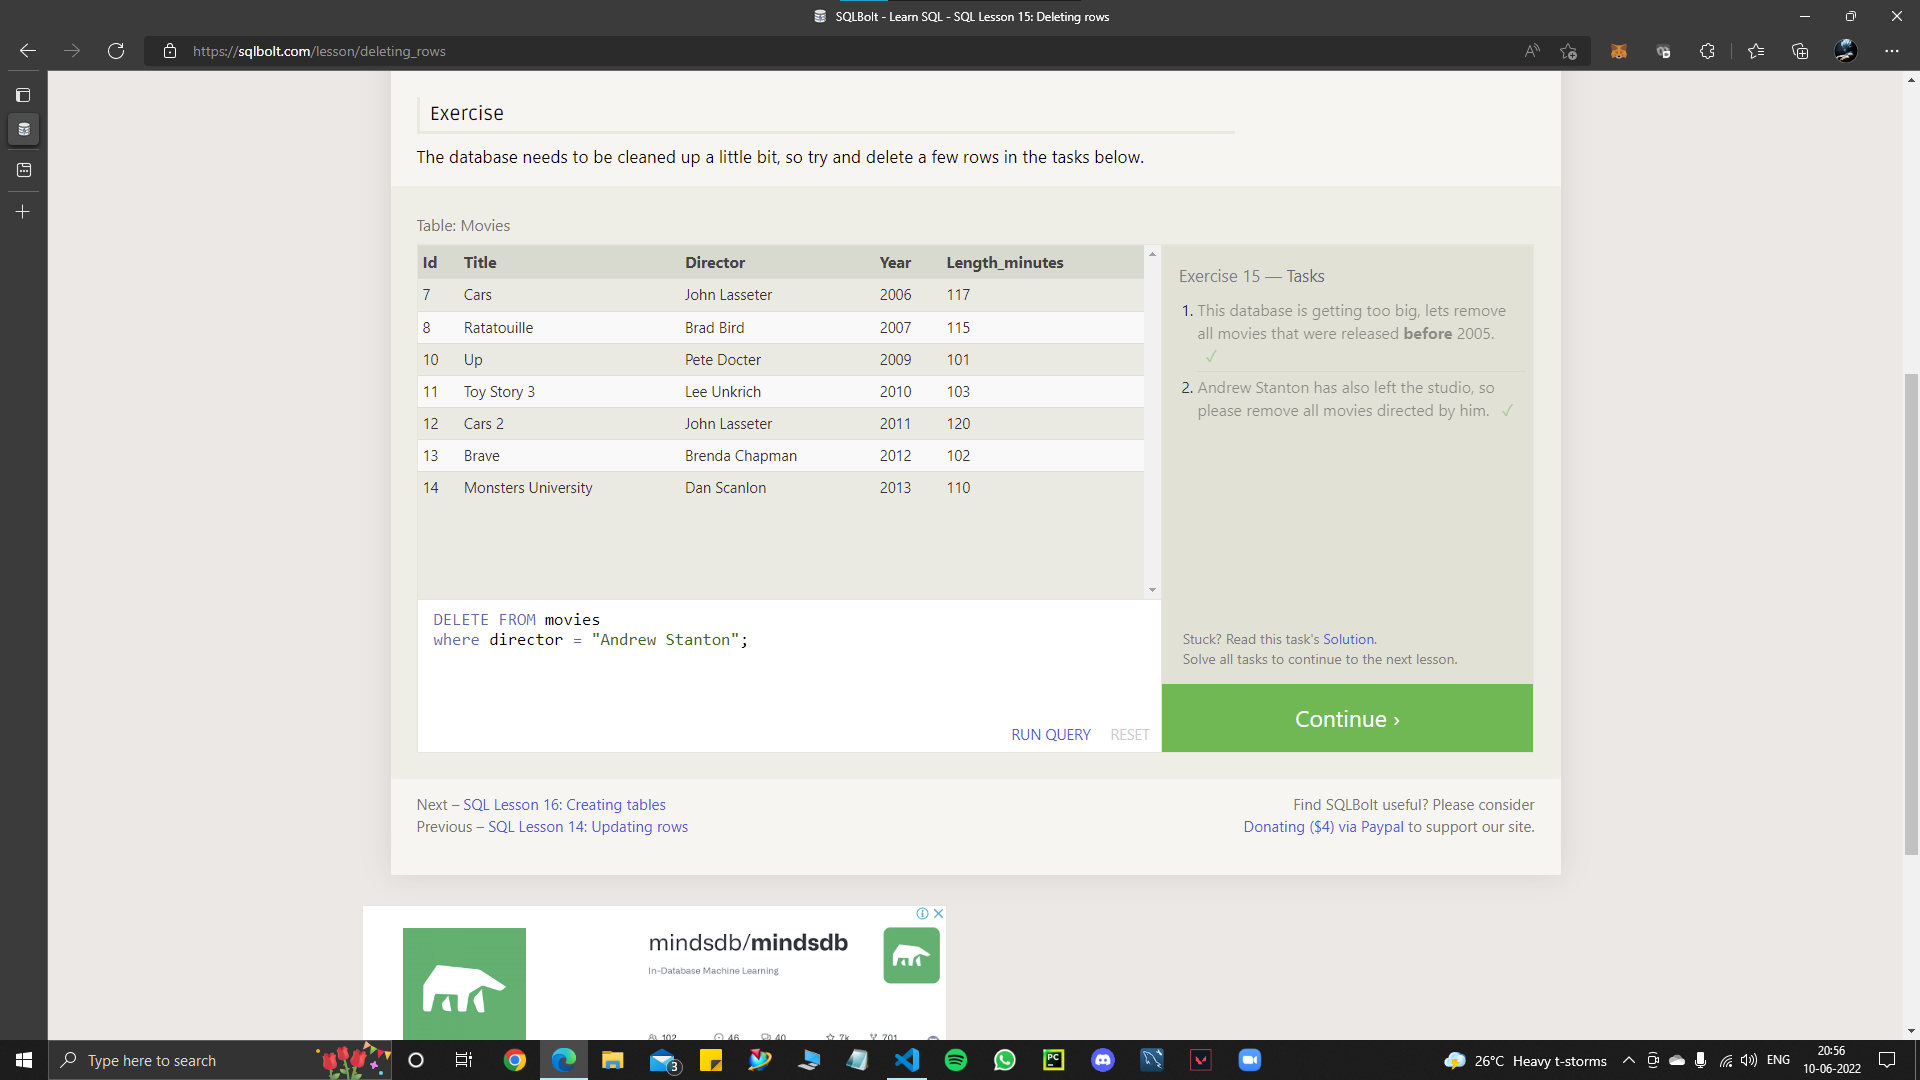 SQLBolt - Learn SQL - SQL Lesson 15: Deleting rows
https://sqlbolt.com/lesson/deleting_rows
Exercise
The database needs to be cleaned up a little bit, so try and delete a few rows in the tasks below.
Table: Movies
Id Title Director Year Length_minutes
7 Cars John Lasseter 2006 117
8 Ratatouille Brad Bird 2007 115
10 Up Pete Docter 2009 101
11 Toy Story 3 Lee Unkrich 2010 103
12 Cars 2 John Lasseter 2011 120
13 Brave Brenda Chapman 2012 102
14 Monsters University Dan Scanlon 2013 110
Exercise 15 — Tasks
1. This database is getting too big, lets remove
all movies that were released before 2005.
✓
2. Andrew Stanton has also left the studio, so
please remove all movies directed by him. ✓
DELETE FROM movies
where director = "Andrew Stanton";
RUN QUERY RESET
Stuck? Read this task's Solution.
Solve all tasks to continue to the next lesson.
Continue ›
Next – SQL Lesson 16: Creating tables
Previous – SQL Lesson 14: Updating rows
Find SQLBolt useful? Please consider
Donating ($4) via Paypal to support our site.
mindsdb/mindsdb
In-Database Machine Learning
102 46 40 7k 701
Type here to search
3
PC
26°C Heavy t-storms
ENG
20:56
10-06-2022